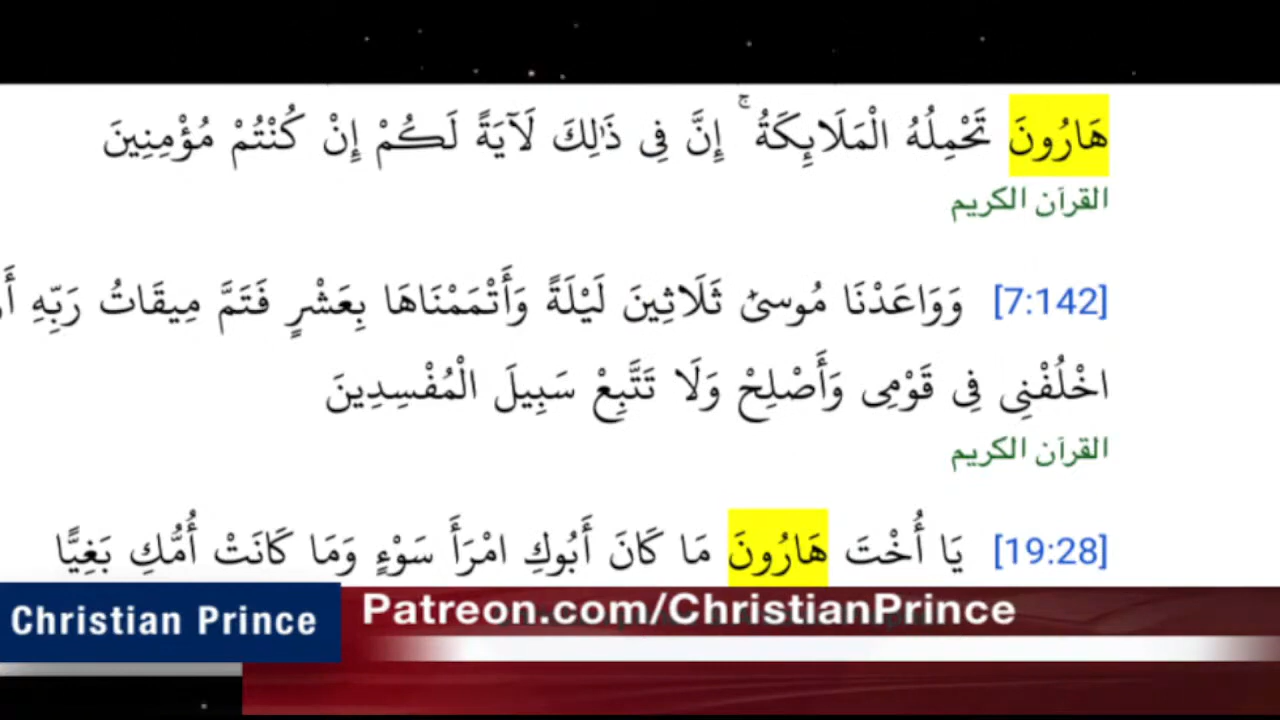 هَارُونَ تَحْمِلُهُ الْمَلَائِكَةُ ۚ إِنَّ فِي ذَٰلِكَ لَآيَةً لَكُمْ إِنْ كُنْتُمْ مُؤْمِنِينَ
القرآن الكريم
[7:142] وَوَاعَدْنَا مُوسَىٰ ثَلَاثِينَ لَيْلَةً وَأَتْمَمْنَاهَا بِعَشْرٍ فَتَمَّ مِيقَاتُ رَبِّهِ
اخْلُفْنِي فِي قَوْمِي وَأَصْلِحْ وَلَا تَتَّبِعْ سَبِيلَ الْمُفْسِدِينَ
القرآن الكريم
[19:28] يَا أُخْتَ هَارُونَ مَا كَانَ أَبُوكِ امْرَأَ سَوْءٍ وَمَا كَانَتْ أُمُّكِ بَغِيًّا
Christian Prince
Patreon.com/ChristianPrince